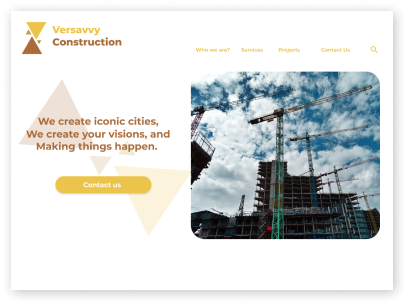 Versavvy
Construction
Who we are?
Services
Projects
Contact Us
We create iconic cities,
We create your visions, and
Making things happen.
Contact us